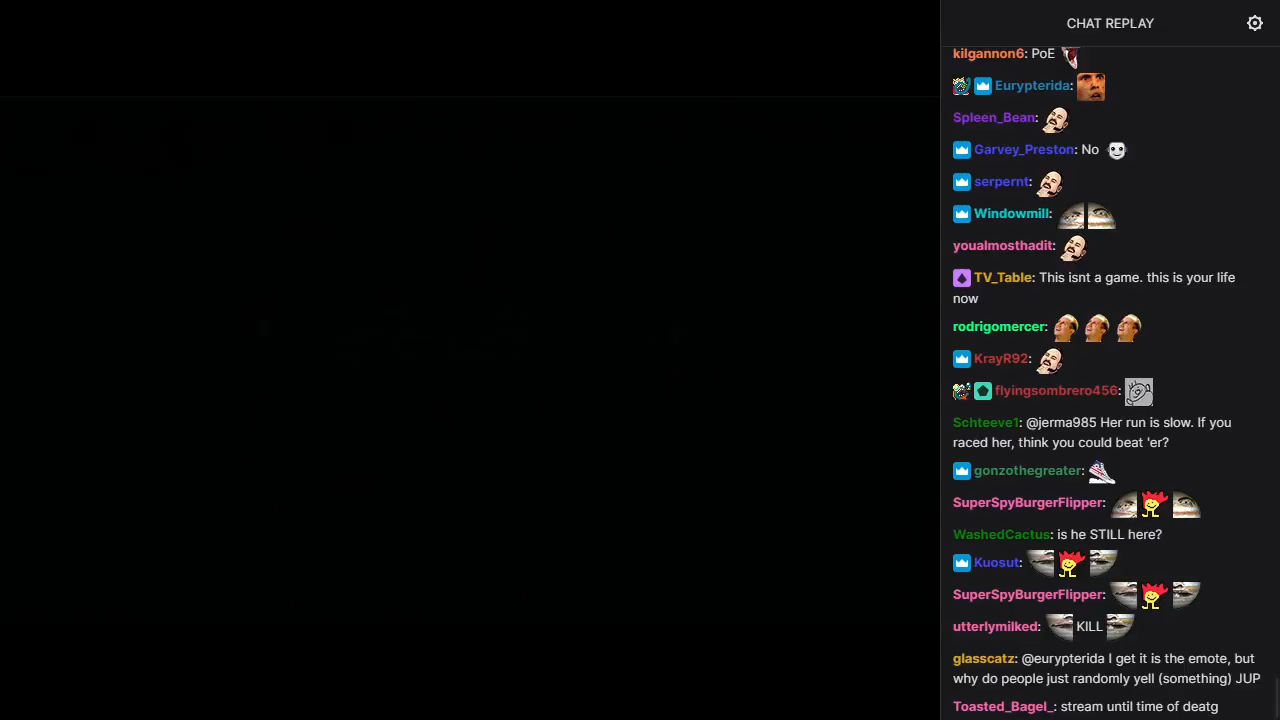 CHAT REPLAY
kilgannon6: PoE
Eurypterida:
Spleen_Bean:
Garvey_Preston: No
serpernt:
Windowmill:
youalmosthadit:
TV_Table: This isnt a game. this is your life
now
rodrigomercer:
KrayR92:
flyingsombrero456:
Schteeve1: @jerma985 Her run is slow. If you
raced her, think you could beat 'er?
gonzothegreater:
SuperSpyBurgerFlipper:
WashedCactus: is he STILL here?
Kuosut:
SuperSpyBurgerFlipper:
utterlymilked: KILL
glasscatz: @eurypterida I get it is the emote, but
why do people just randomly yell (something) JUP
Toasted_Bagel_: stream until time of deatg